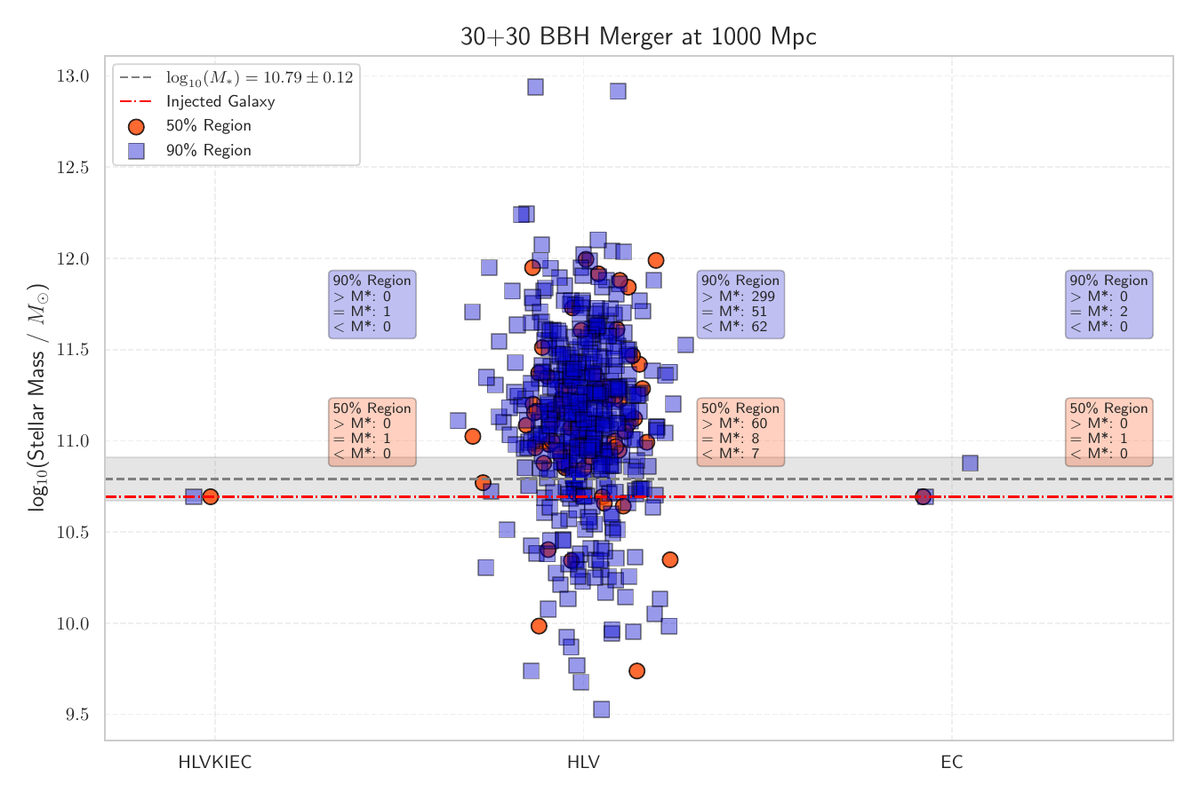 30+30 BBH Merger at 1000 Mpc
log₁₀(M∗) = 10.79 ± 0.12
Injected Galaxy
50% Region
90% Region
log₁₀(Stellar Mass / M⊙)
13.0
12.5
12.0
11.5
11.0
10.5
10.0
9.5
90% Region
> M*: 0
= M*: 1
< M*: 0
50% Region
> M*: 0
= M*: 1
< M*: 0
90% Region
> M*: 299
= M*: 51
< M*: 62
50% Region
> M*: 60
= M*: 8
< M*: 7
90% Region
> M*: 0
= M*: 2
< M*: 0
50% Region
> M*: 0
= M*: 1
< M*: 0
HLVKIEC
HLV
EC